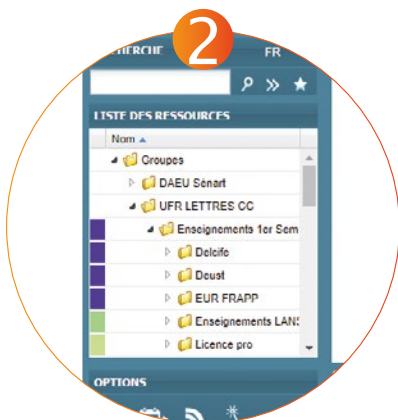 2
RECHERCHE FR
LISTE DES RESSOURCES
Nom
Groupes
DAEU Sénart
UFR LETTRES CC
Enseignements 1er Sem
Delcife
Deust
EUR FRAPP
Enseignements LANS
Licence pro
OPTIONS